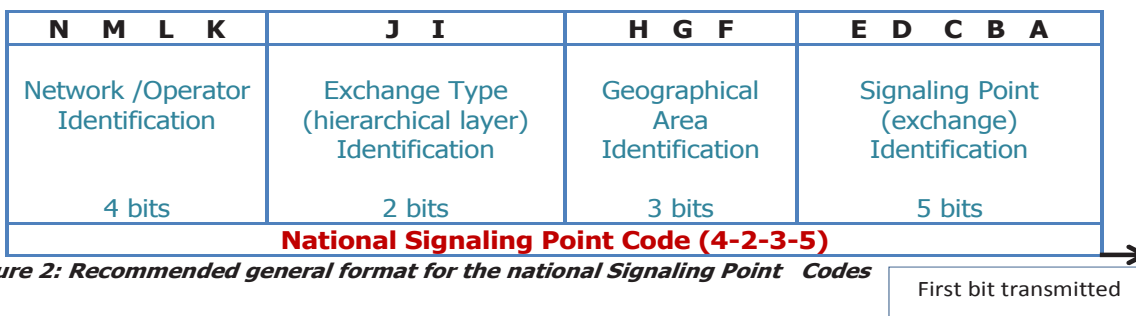 N M L K J I H G F E D C B A
Network /Operator Identification
Exchange Type (hierarchical layer) Identification
Geographical Area Identification
Signaling Point (exchange) Identification
4 bits 2 bits 3 bits 5 bits
National Signaling Point Code (4-2-3-5)
ure 2: Recommended general format for the national Signaling Point Codes
First bit transmitted